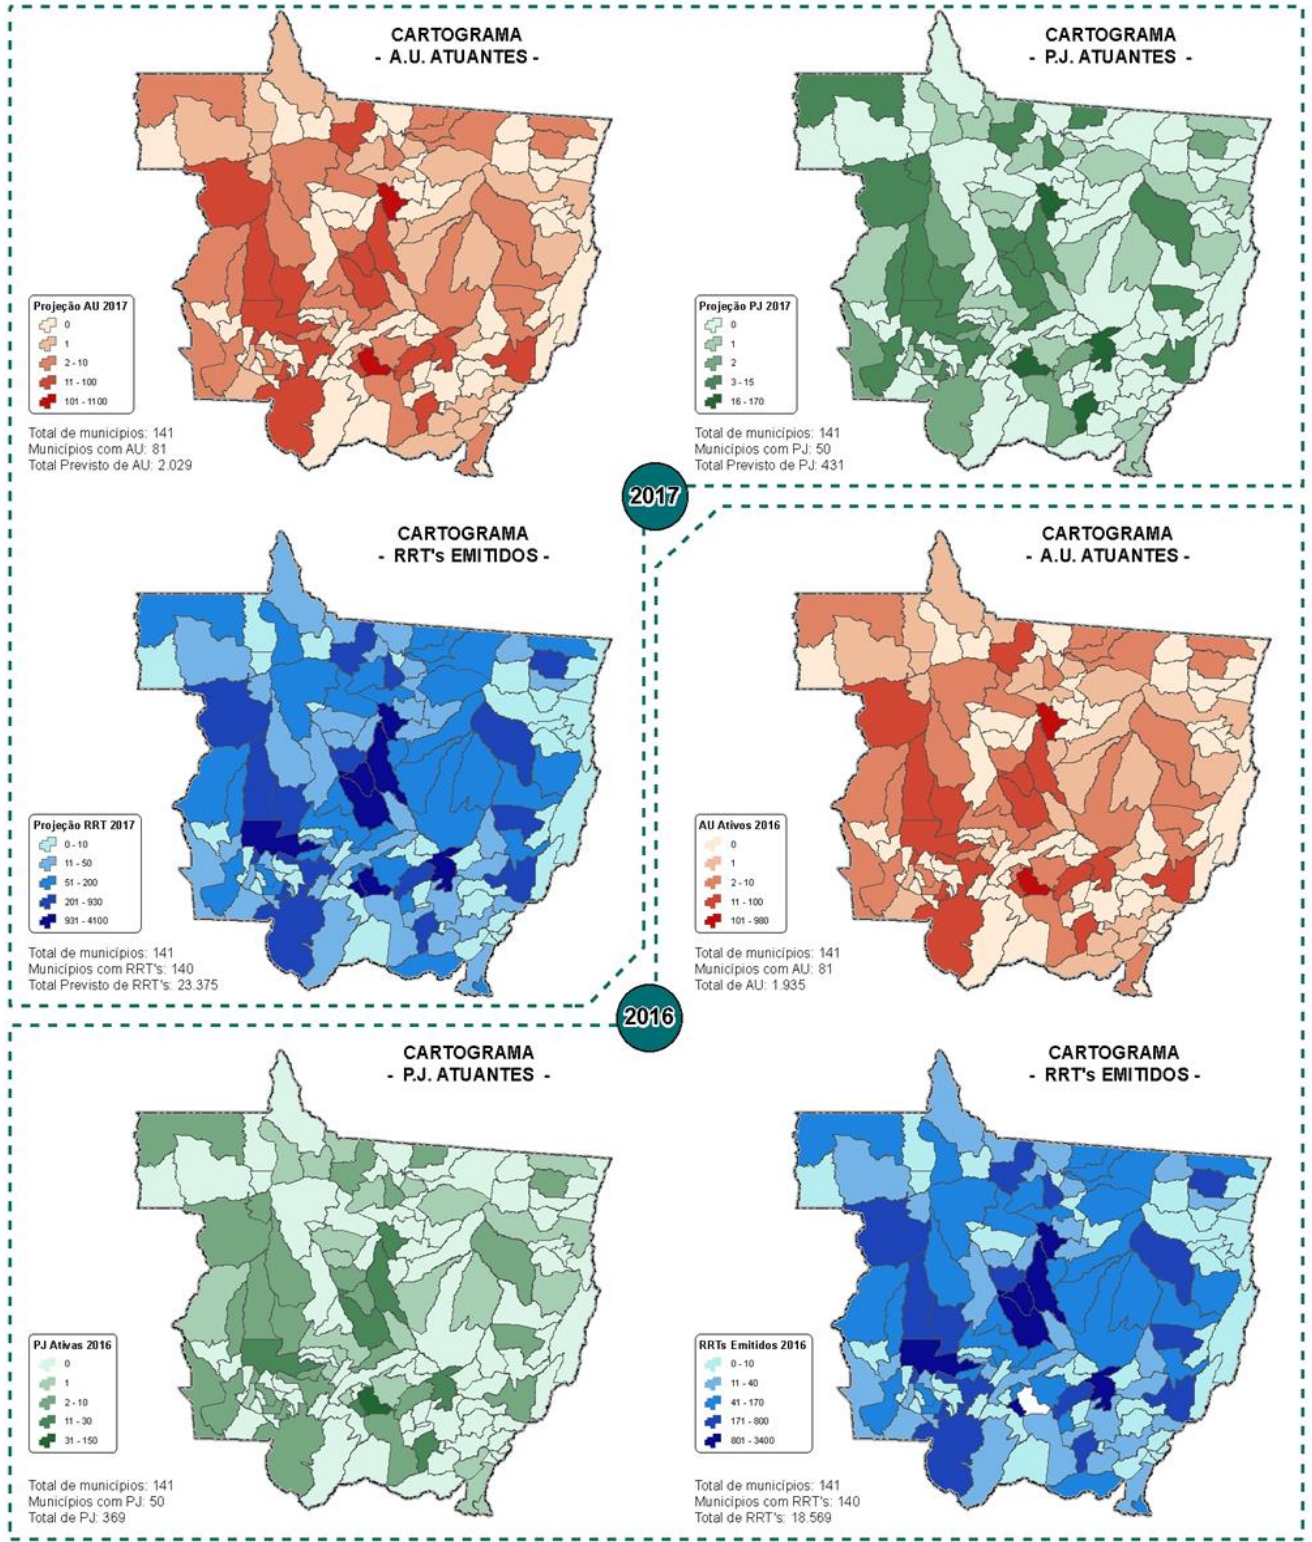 CARTOGRAMA
- A.U. ATUANTES -
Projeção AU 2017
0
1
2 - 10
11 - 100
101 - 1100
Total de municípios: 141
Municípios com AU: 81
Total Previsto de AU: 2.029
CARTOGRAMA
- P.J. ATUANTES -
Projeção PJ 2017
0
1
2
3 - 15
16 - 170
Total de municípios: 141
Municípios com PJ: 50
Total Previsto de PJ: 431
2017
CARTOGRAMA
- RRT's EMITIDOS -
Projeção RRT 2017
0 - 10
11 - 50
51 - 200
201 - 930
931 - 4100
Total de municípios: 141
Municípios com RRT's: 140
Total Previsto de RRT's: 23.375
CARTOGRAMA
- A.U. ATUANTES -
AU Ativos 2016
0
1
2 - 10
11 - 100
101 - 980
Total de municípios: 141
Municípios com AU: 81
Total de AU: 1.935
2016
CARTOGRAMA
- P.J. ATUANTES -
PJ Ativas 2016
0
1
2 - 10
11 - 30
31 - 150
Total de municípios: 141
Municípios com PJ: 50
Total de PJ: 369
CARTOGRAMA
- RRT's EMITIDOS -
RRTs Emitidos 2016
0 - 10
11 - 40
41 - 170
171 - 800
801 - 3400
Total de municípios: 141
Municípios com RRT's: 140
Total de RRT's: 18.569